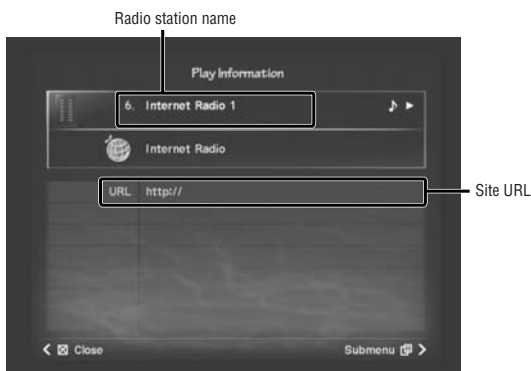 Radio station name
Play Information
6. Internet Radio 1
Internet Radio
URL http://
Site URL
Close
Submenu